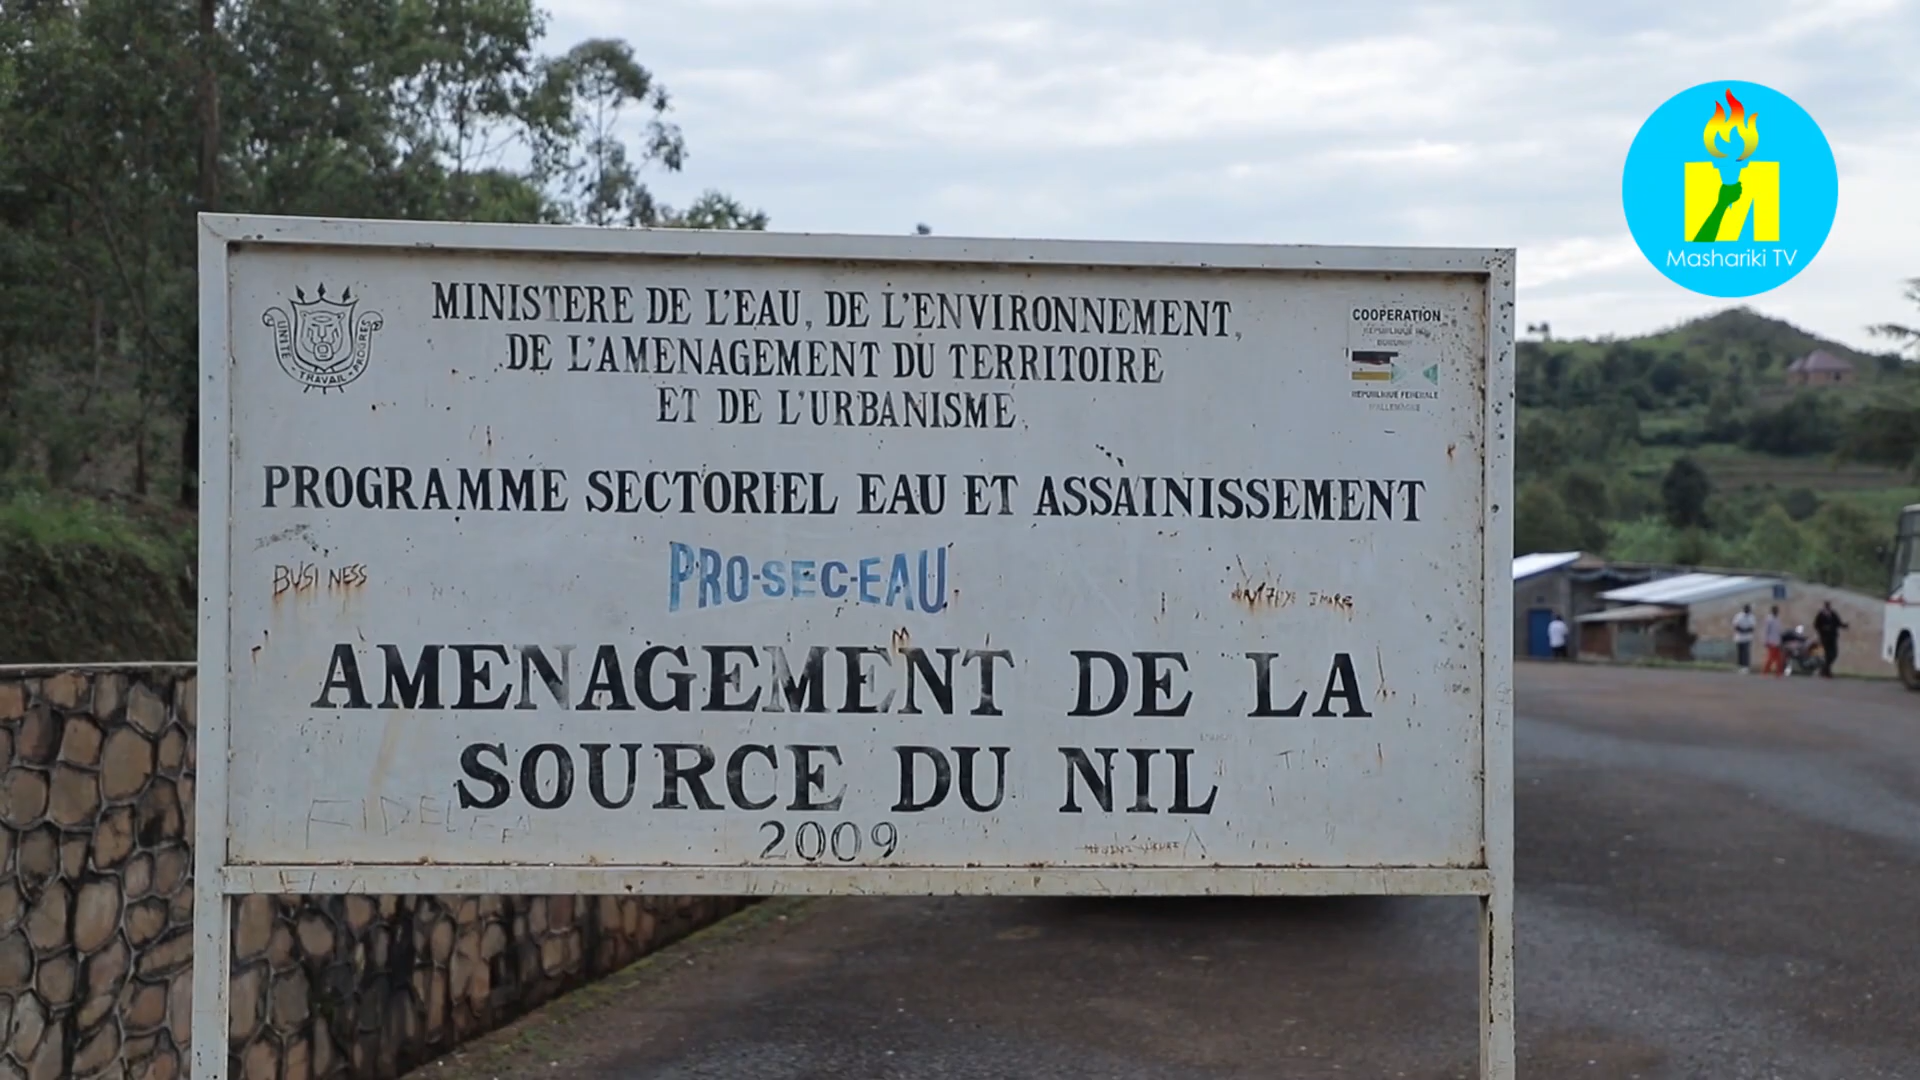 Mashariki TV
MINISTERE DE L'EAU, DE L'ENVIRONNEMENT,
DE L'AMENAGEMENT DU TERRITOIRE
ET DE L'URBANISME
UNITE TRAVAIL PROGRES
COOPERATION
REPUBLIQUE DU
BURUNDI
REPUBLIQUE FEDERALE
D'ALLEMAGNE
PROGRAMME SECTORIEL EAU ET ASSAINISSEMENT
BUSINESS
PRO-SEC-EAU
AMENAGEMENT DE LA
SOURCE DU NIL
FIDELE
2009